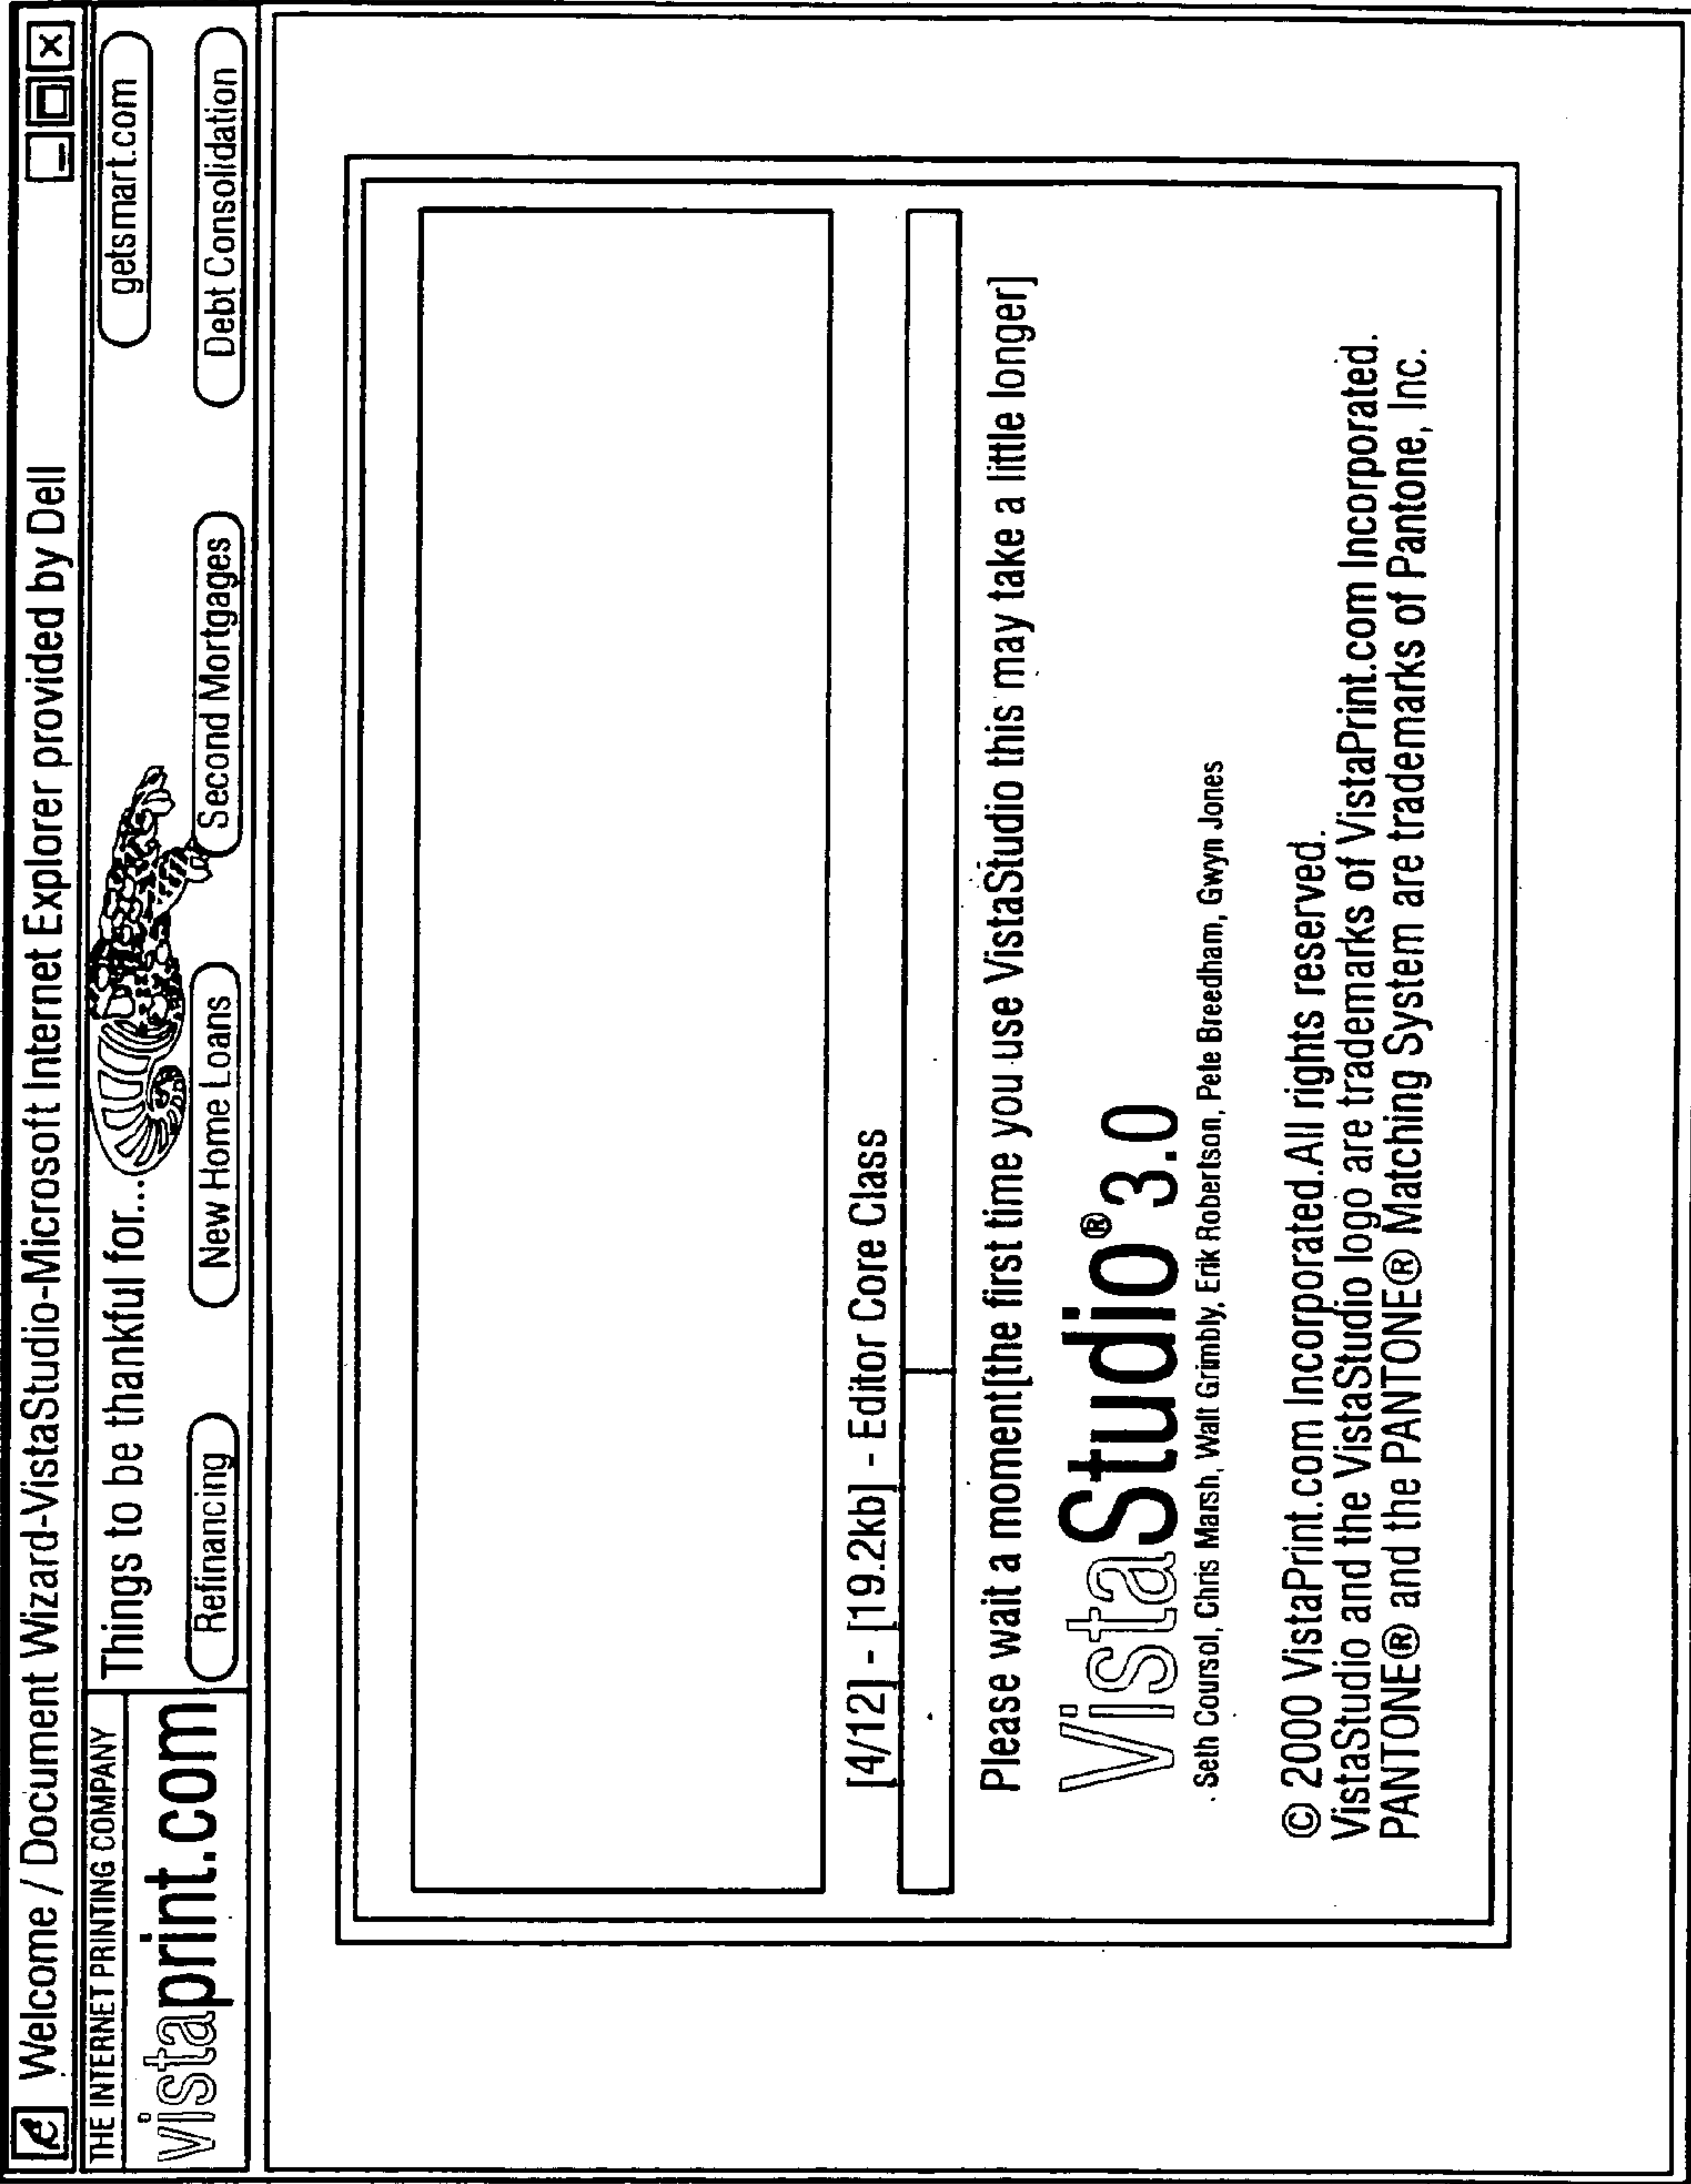 Welcome / Document Wizard-VistaStudio-Microsoft Internet Explorer provided by Dell
THE INTERNET PRINTING COMPANY
vistaprint.com
Things to be thankful for...
getsmart.com
Refinancing
New Home Loans
Second Mortgages
Debt Consolidation
[4/12] - [19.2kb] - Editor Core Class
Please wait a moment[the first time you use VistaStudio this may take a little longer]
VistaStudio® 3.0
Seth Coursol, Chris Marsh, Walt Grimbly, Erik Robertson, Pete Breedham, Gwyn Jones
© 2000 VistaPrint.com Incorporated.All rights reserved.
VistaStudio and the VistaStudio logo are trademarks of VistaPrint.com Incorporated.
PANTONE® and the PANTONE® Matching System are trademarks of Pantone, Inc.